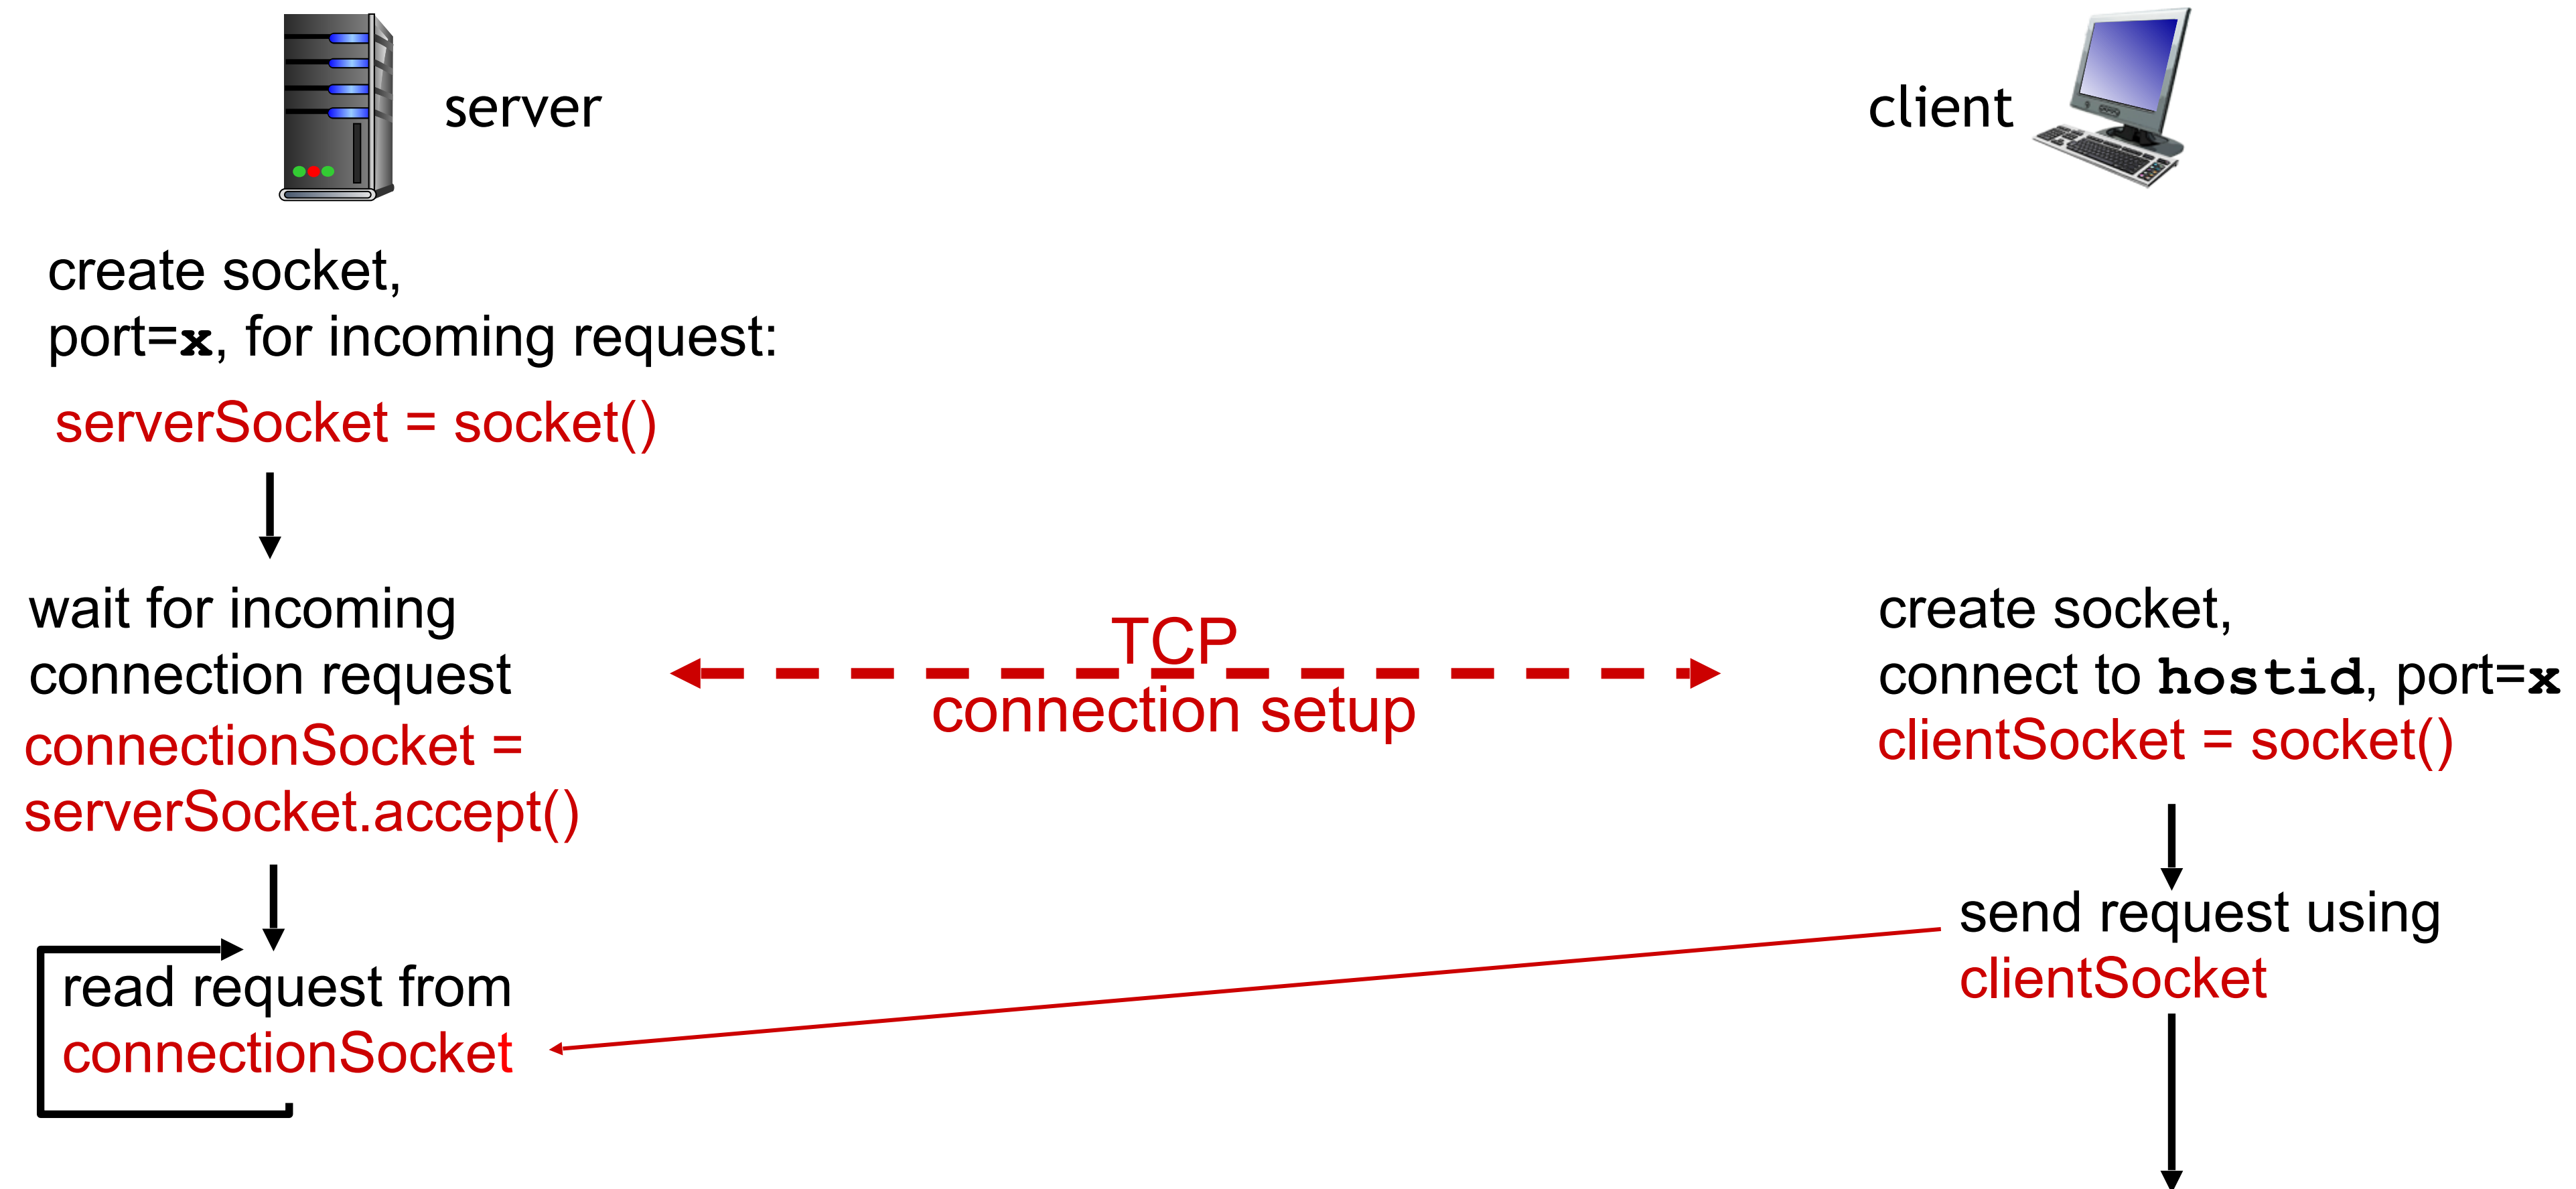 server
client
create socket,
port=x, for incoming request:
serverSocket = socket()
wait for incoming
connection request
connectionSocket =
serverSocket.accept()
TCP
connection setup
create socket,
connect to hostid, port=x
clientSocket = socket()
send request using
clientSocket
read request from
connectionSocket